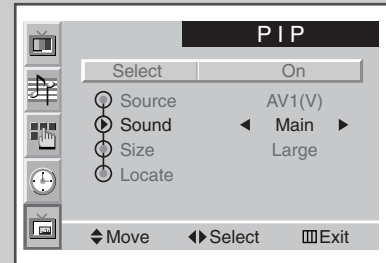 PIP
Select On
Source AV1(V)
Sound ◀ Main ▶
Size Large
Locate
Move Select Exit